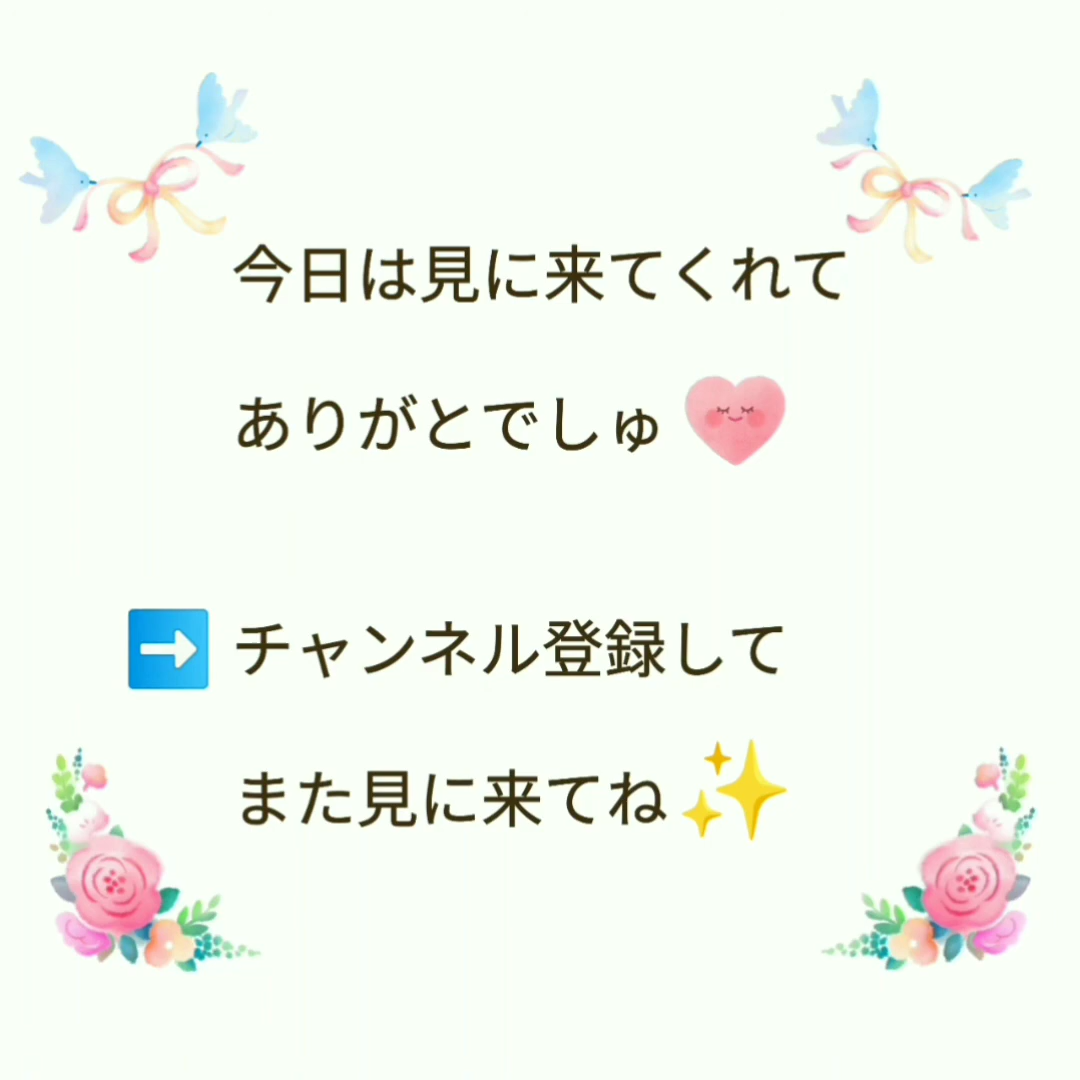 今日は見に来てくれて
ありがとでしゅ
➡️チャンネル登録して
また見に来てね✨